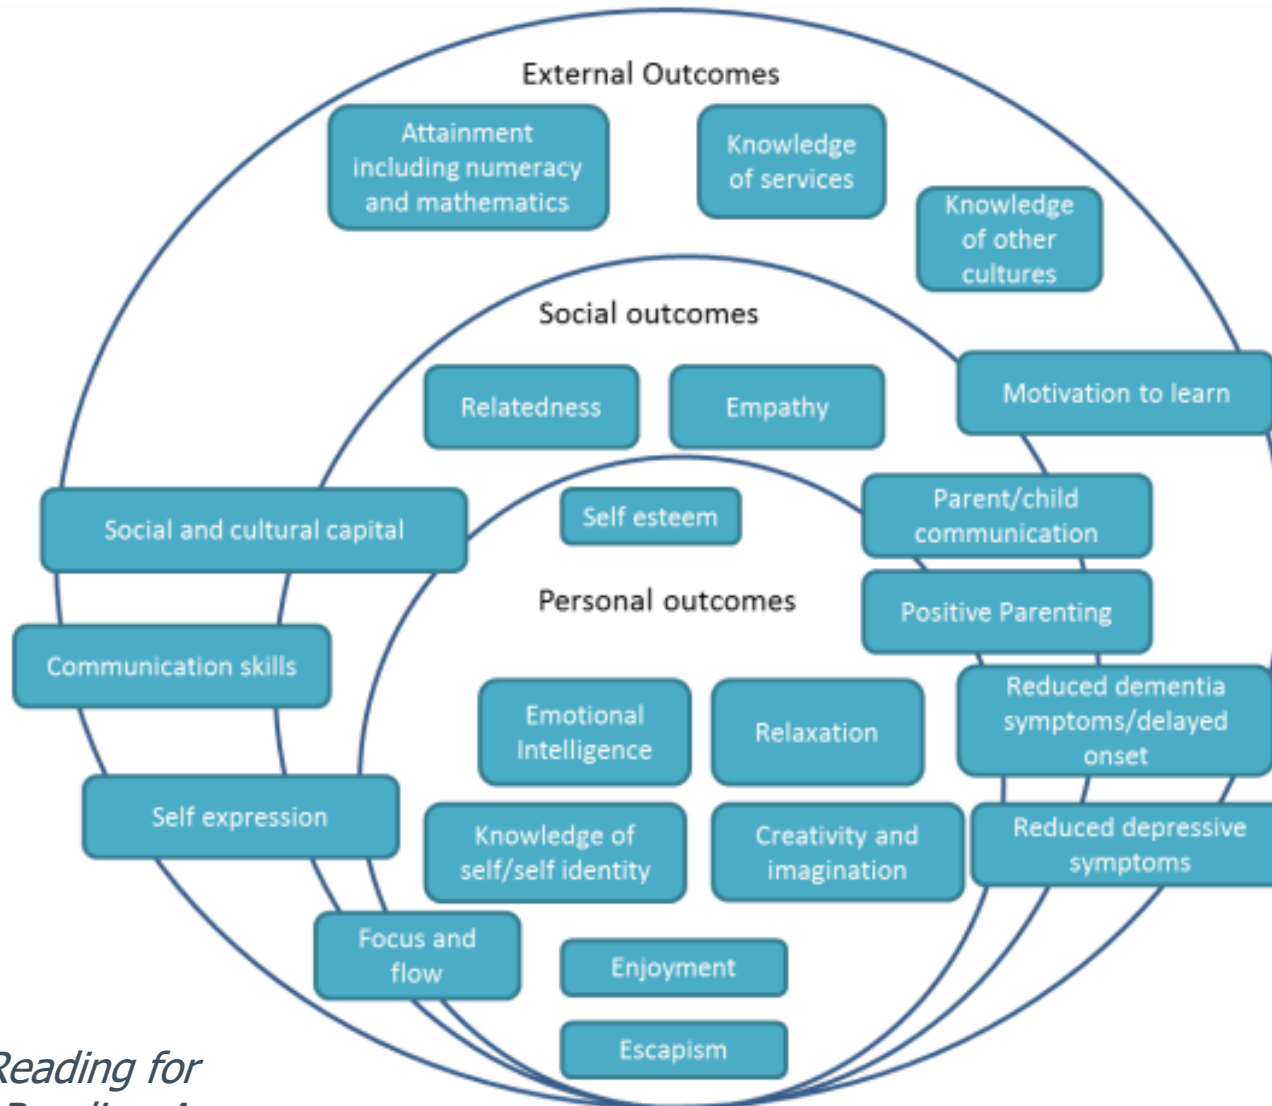 External Outcomes
Attainment
including numeracy
and mathematics
Knowledge
of services
Knowledge
of other
cultures
Social outcomes
Relatedness
Empathy
Motivation to learn
Social and cultural capital
Self esteem
Parent/child
communication
Personal outcomes
Positive Parenting
Communication skills
Emotional
Intelligence
Relaxation
Reduced dementia
symptoms/delayed
onset
Self expression
Knowledge of
self/self identity
Creativity and
imagination
Reduced depressive
symptoms
Focus and
flow
Enjoyment
Escapism
Reading for